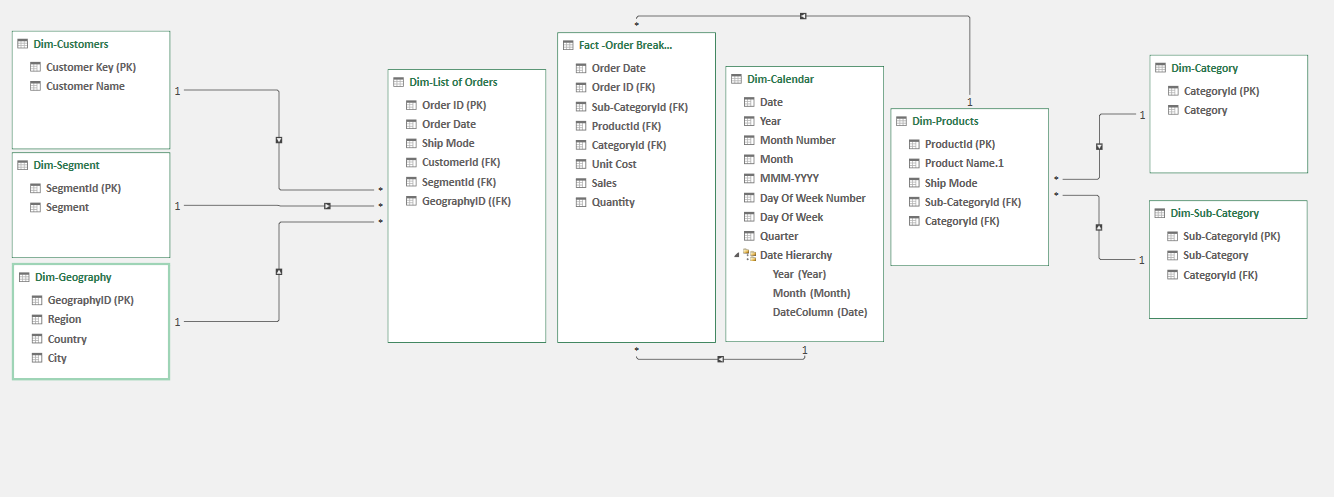 Dim-Customers
Customer Key (PK)
Customer Name
1
Dim-Segment
SegmentId (PK)
Segment
1
Dim-Geography
GeographyID (PK)
Region
Country
City
1
Dim-List of Orders
Order ID (PK)
Order Date
Ship Mode
CustomerId (FK)
SegmentId (FK)
GeographyID ((FK)
*
*
*
*
Fact -Order Break...
Order Date
Order ID (FK)
Sub-CategoryId (FK)
ProductId (FK)
CategoryId (FK)
Unit Cost
Sales
Quantity
*
Dim-Calendar
Date
Year
Month Number
Month
MMM-YYYY
Day Of Week Number
Day Of Week
Quarter
Date Hierarchy
Year (Year)
Month (Month)
DateColumn (Date)
1
1
Dim-Products
ProductId (PK)
Product Name.1
Ship Mode
Sub-CategoryId (FK)
CategoryId (FK)
*
*
Dim-Category
CategoryId (PK)
Category
1
Dim-Sub-Category
Sub-CategoryId (PK)
Sub-Category
CategoryId (FK)
1